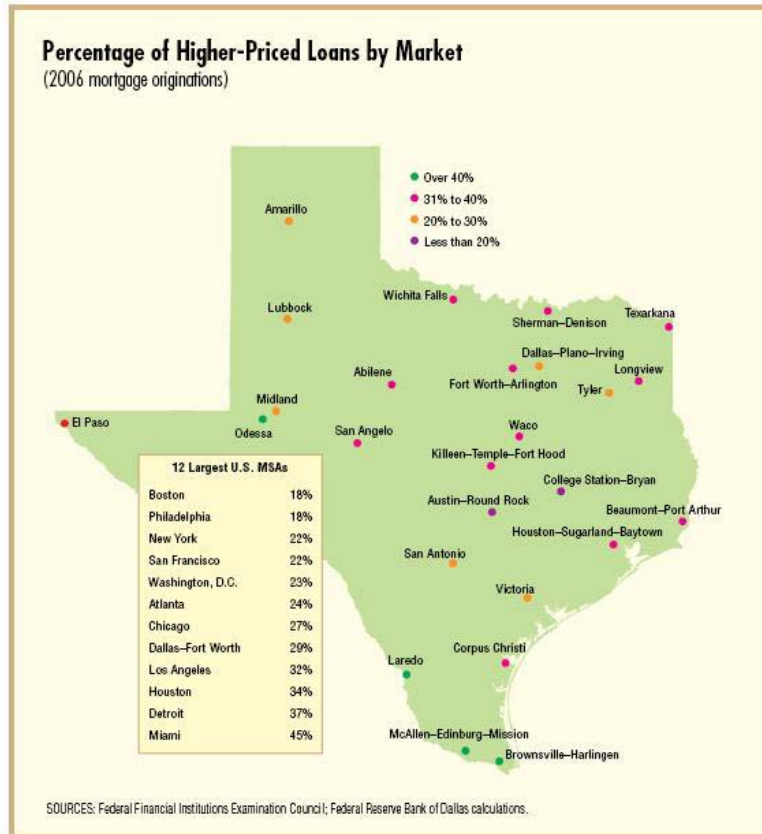 Percentage of Higher-Priced Loans by Market
(2006 mortgage originations)
Over 40%
31% to 40%
20% to 30%
Less than 20%
Amarillo
Wichita Falls
Lubbock
Sherman–Denison
Texarkana
Dallas–Plano–Irving
Abilene
Fort Worth–Arlington
Longview
Tyler
Midland
El Paso
Odessa
San Angelo
Waco
Killeen–Temple–Fort Hood
College Station–Bryan
Austin–Round Rock
Beaumont–Port Arthur
Houston–Sugarland–Baytown
San Antonio
Victoria
Corpus Christi
Laredo
McAllen–Edinburg–Mission
Brownsville–Harlingen
12 Largest U.S. MSAs
Boston 18%
Philadelphia 18%
New York 22%
San Francisco 22%
Washington, D.C. 23%
Atlanta 24%
Chicago 27%
Dallas–Fort Worth 29%
Los Angeles 32%
Houston 34%
Detroit 37%
Miami 45%
SOURCES: Federal Financial Institutions Examination Council; Federal Reserve Bank of Dallas calculations.